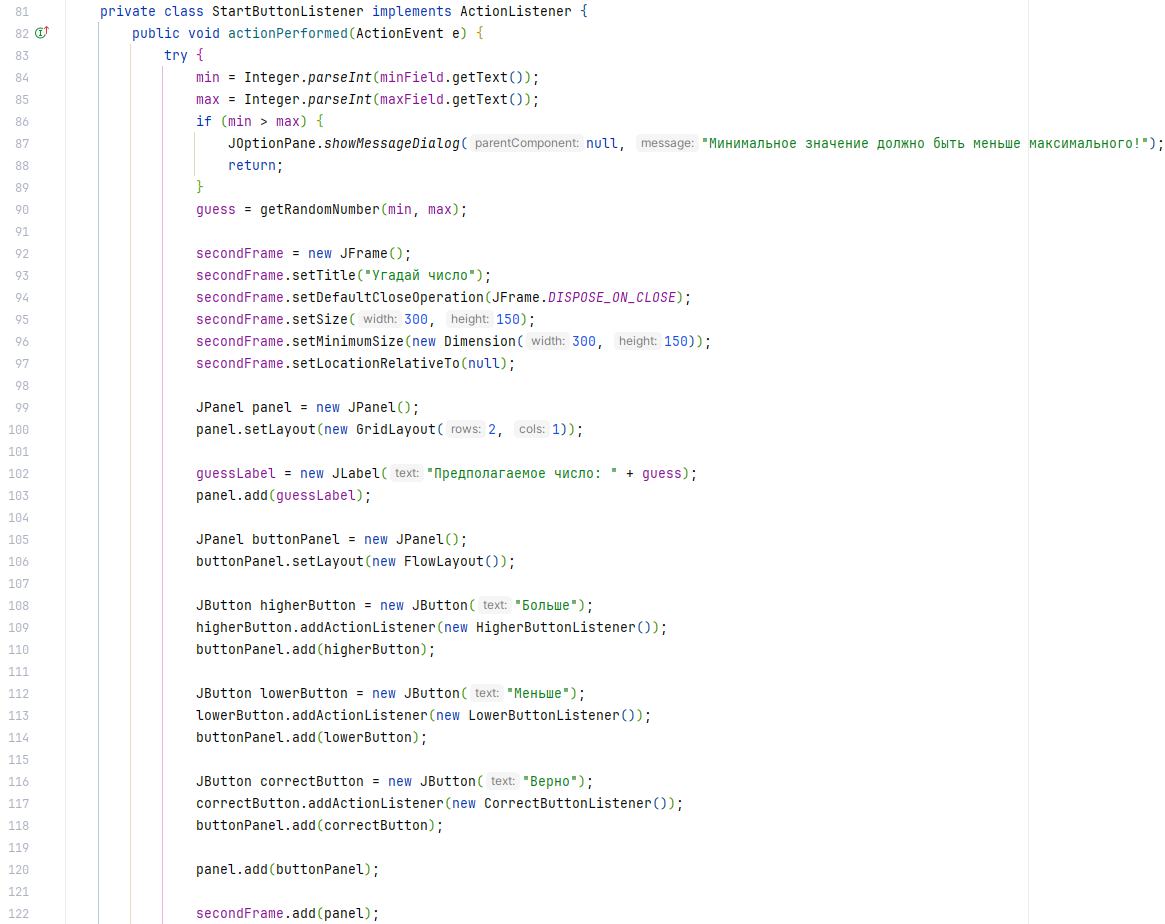 81 private class StartButtonListener implements ActionListener {
82 public void actionPerformed(ActionEvent e) {
83 try {
84 min = Integer.parseInt(minField.getText());
85 max = Integer.parseInt(maxField.getText());
86 if (min > max) {
87 JOptionPane.showMessageDialog( parentComponent: null, message: "Минимальное значение должно быть меньше максимального!");
88 return;
89 }
90 guess = getRandomNumber(min, max);
91
92 secondFrame = new JFrame();
93 secondFrame.setTitle("Угадай число");
94 secondFrame.setDefaultCloseOperation(JFrame.DISPOSE_ON_CLOSE);
95 secondFrame.setSize( width: 300, height: 150);
96 secondFrame.setMinimumSize(new Dimension( width: 300, height: 150));
97 secondFrame.setLocationRelativeTo(null);
98
99 JPanel panel = new JPanel();
100 panel.setLayout(new GridLayout( rows: 2, cols: 1));
101
102 guessLabel = new JLabel( text: "Предполагаемое число: " + guess);
103 panel.add(guessLabel);
104
105 JPanel buttonPanel = new JPanel();
106 buttonPanel.setLayout(new FlowLayout());
107
108 JButton higherButton = new JButton( text: "Больше");
109 higherButton.addActionListener(new HigherButtonListener());
110 buttonPanel.add(higherButton);
111
112 JButton lowerButton = new JButton( text: "Меньше");
113 lowerButton.addActionListener(new LowerButtonListener());
114 buttonPanel.add(lowerButton);
115
116 JButton correctButton = new JButton( text: "Верно");
117 correctButton.addActionListener(new CorrectButtonListener());
118 buttonPanel.add(correctButton);
119
120 panel.add(buttonPanel);
121
122 secondFrame.add(panel);